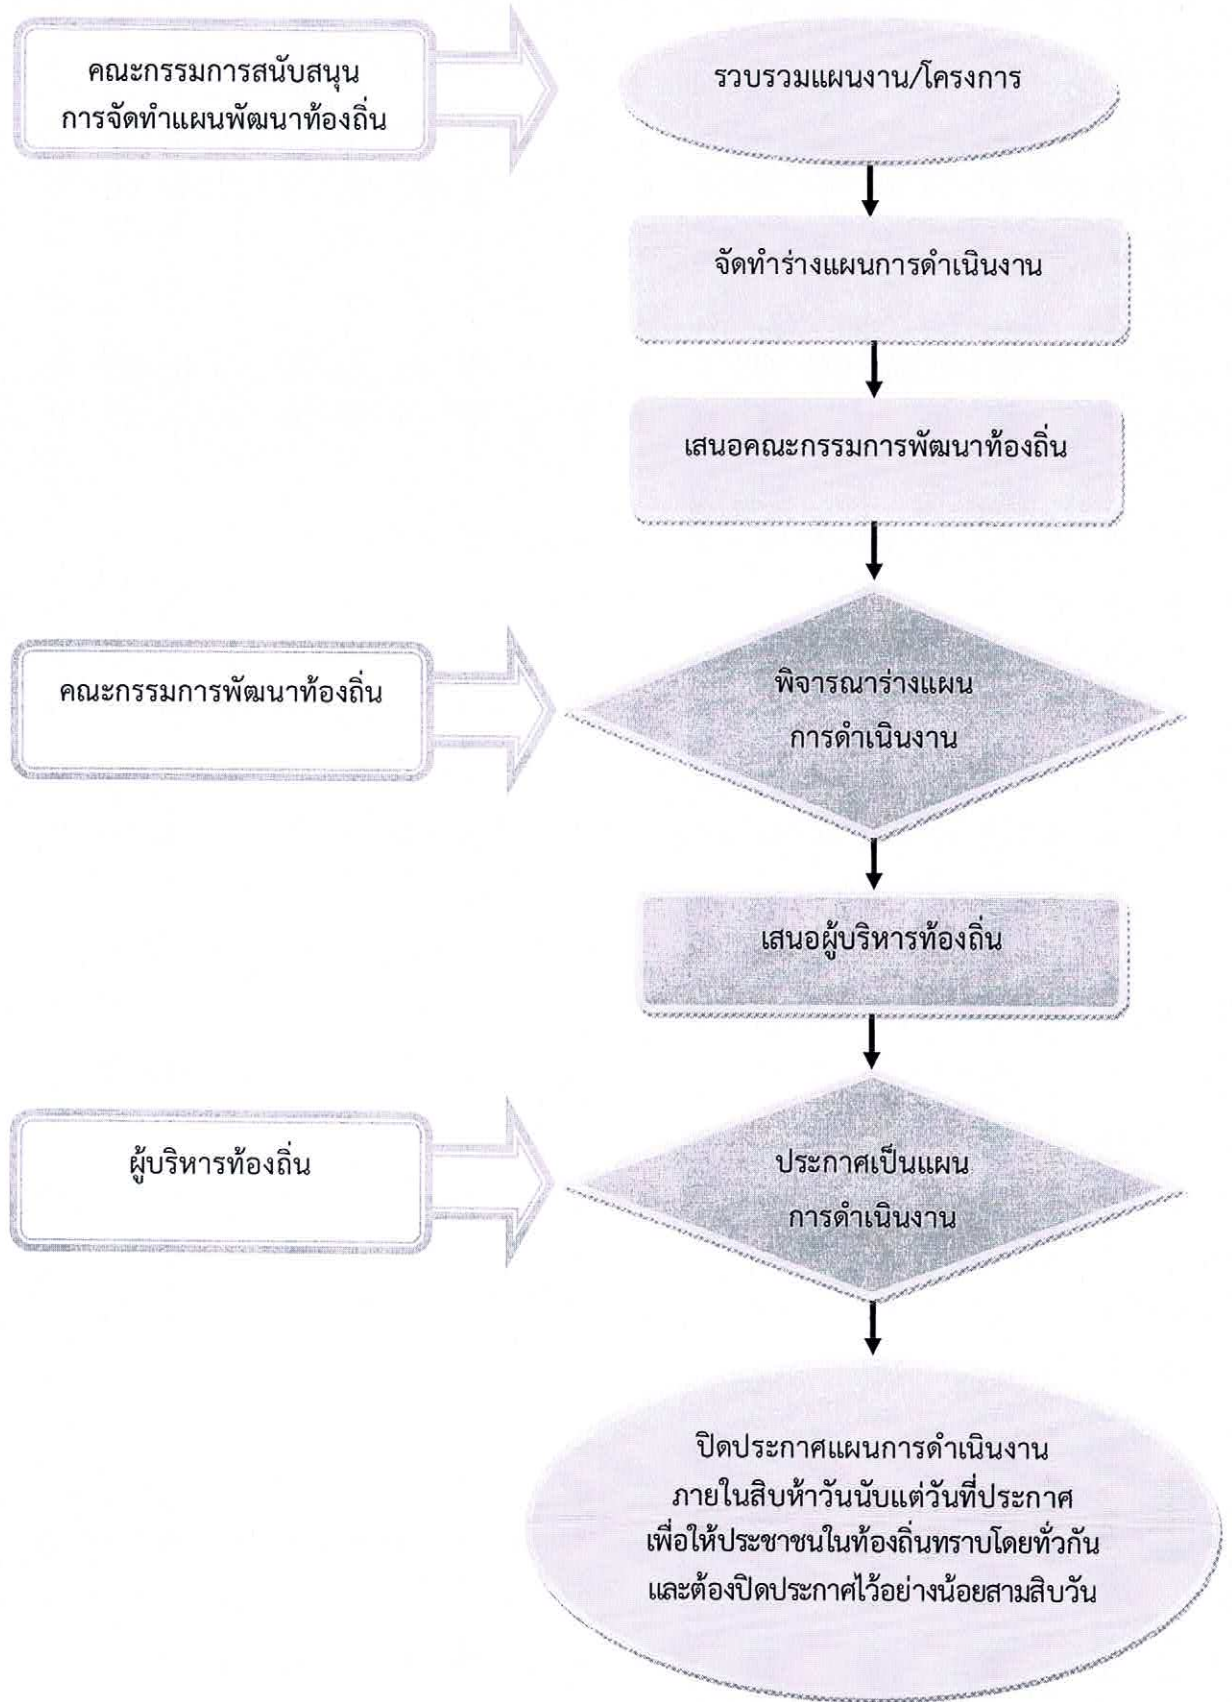 คณะกรรมการสนับสนุน
การจัดทำแผนพัฒนาท้องถิ่น
รวบรวมแผนงาน/โครงการ
จัดทำร่างแผนการดำเนินงาน
เสนอคณะกรรมการพัฒนาท้องถิ่น
คณะกรรมการพัฒนาท้องถิ่น
พิจารณาร่างแผน
การดำเนินงาน
เสนอผู้บริหารท้องถิ่น
ผู้บริหารท้องถิ่น
ประกาศเป็นแผน
การดำเนินงาน
ปิดประกาศแผนการดำเนินงาน
ภายในสิบห้าวันนับแต่วันที่ประกาศ
เพื่อให้ประชาชนในท้องถิ่นทราบโดยทั่วกัน
และต้องปิดประกาศไว้อย่างน้อยสามสิบวัน